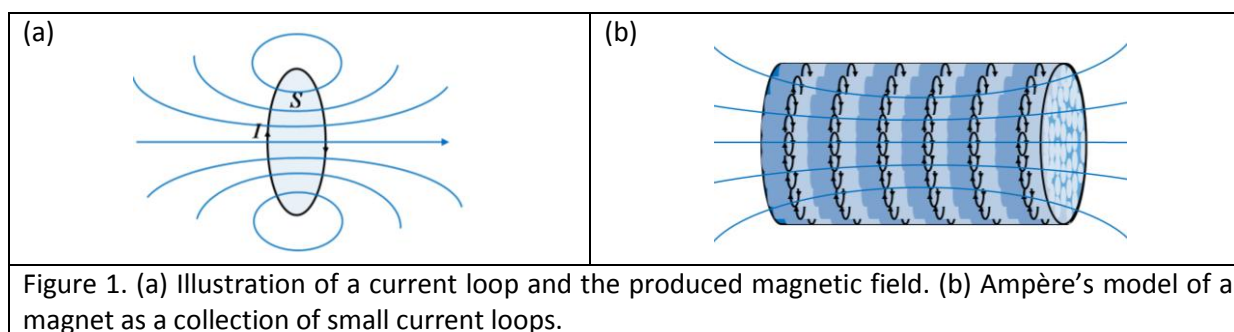 (a)
(b)
S
I
Figure 1. (a) Illustration of a current loop and the produced magnetic field. (b) Ampère’s model of a
magnet as a collection of small current loops.